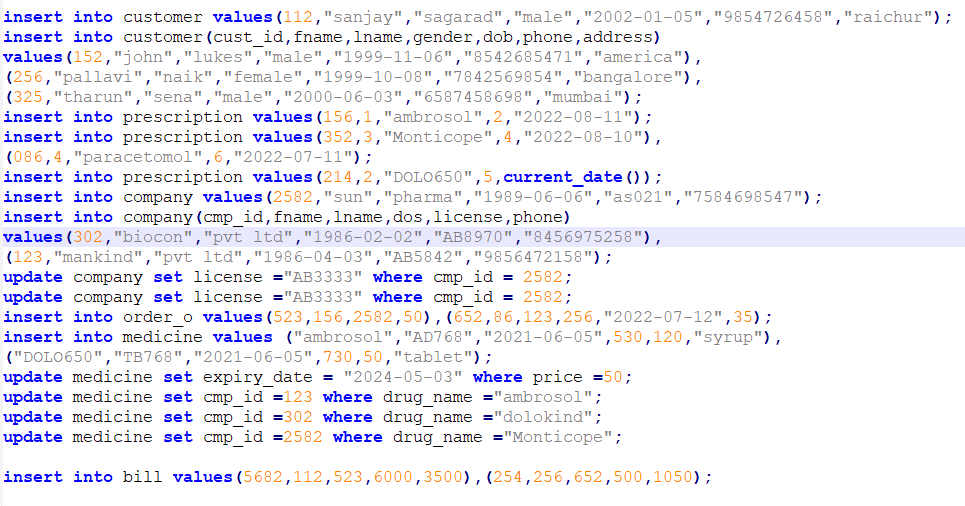 insert into customer values(112,"sanjay","sagarad","male","2002-01-05","9854726458","raichur");
insert into customer(cust_id,fname,lname,gender,dob,phone,address)
values(152,"john","lukes","male","1999-11-06","8542685471","america"),
(256,"pallavi","naik","female","1999-10-08","7842569854","bangalore"),
(325,"tharun","sena","male","2000-06-03","6587458698","mumbai");
insert into prescription values(156,1,"ambrosol",2,"2022-08-11");
insert into prescription values(352,3,"Monticope",4,"2022-08-10"),
(086,4,"paracetomol",6,"2022-07-11");
insert into prescription values(214,2,"DOLO650",5,current_date());
insert into company values(2582,"sun","pharma","1989-06-06","as021","7584698547");
insert into company(cmp_id,fname,lname,dos,license,phone)
values(302,"biocon","pvt ltd","1986-02-02","AB8970","8456975258"),
(123,"mankind","pvt ltd","1986-04-03","AB5842","9856472158");
update company set license ="AB3333" where cmp_id = 2582;
update company set license ="AB3333" where cmp_id = 2582;
insert into order_o values(523,156,2582,50),(652,86,123,256,"2022-07-12",35);
insert into medicine values ("ambrosol","AD768","2021-06-05",530,120,"syrup"),
("DOLO650","TB768","2021-06-05",730,50,"tablet");
update medicine set expiry_date = "2024-05-03" where price =50;
update medicine set cmp_id =123 where drug_name ="ambrosol";
update medicine set cmp_id =302 where drug_name ="dolokind";
update medicine set cmp_id =2582 where drug_name ="Monticope";
insert into bill values(5682,112,523,6000,3500),(254,256,652,500,1050);